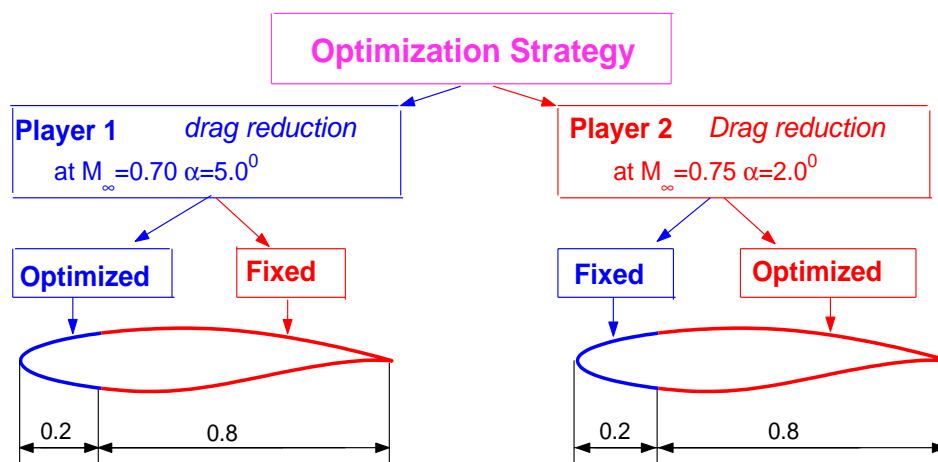 Optimization Strategy
Player 1 drag reduction
at M∞=0.70 α=5.0⁰
Player 2 Drag reduction
at M∞=0.75 α=2.0⁰
Optimized
Fixed
Fixed
Optimized
0.2
0.8
0.2
0.8